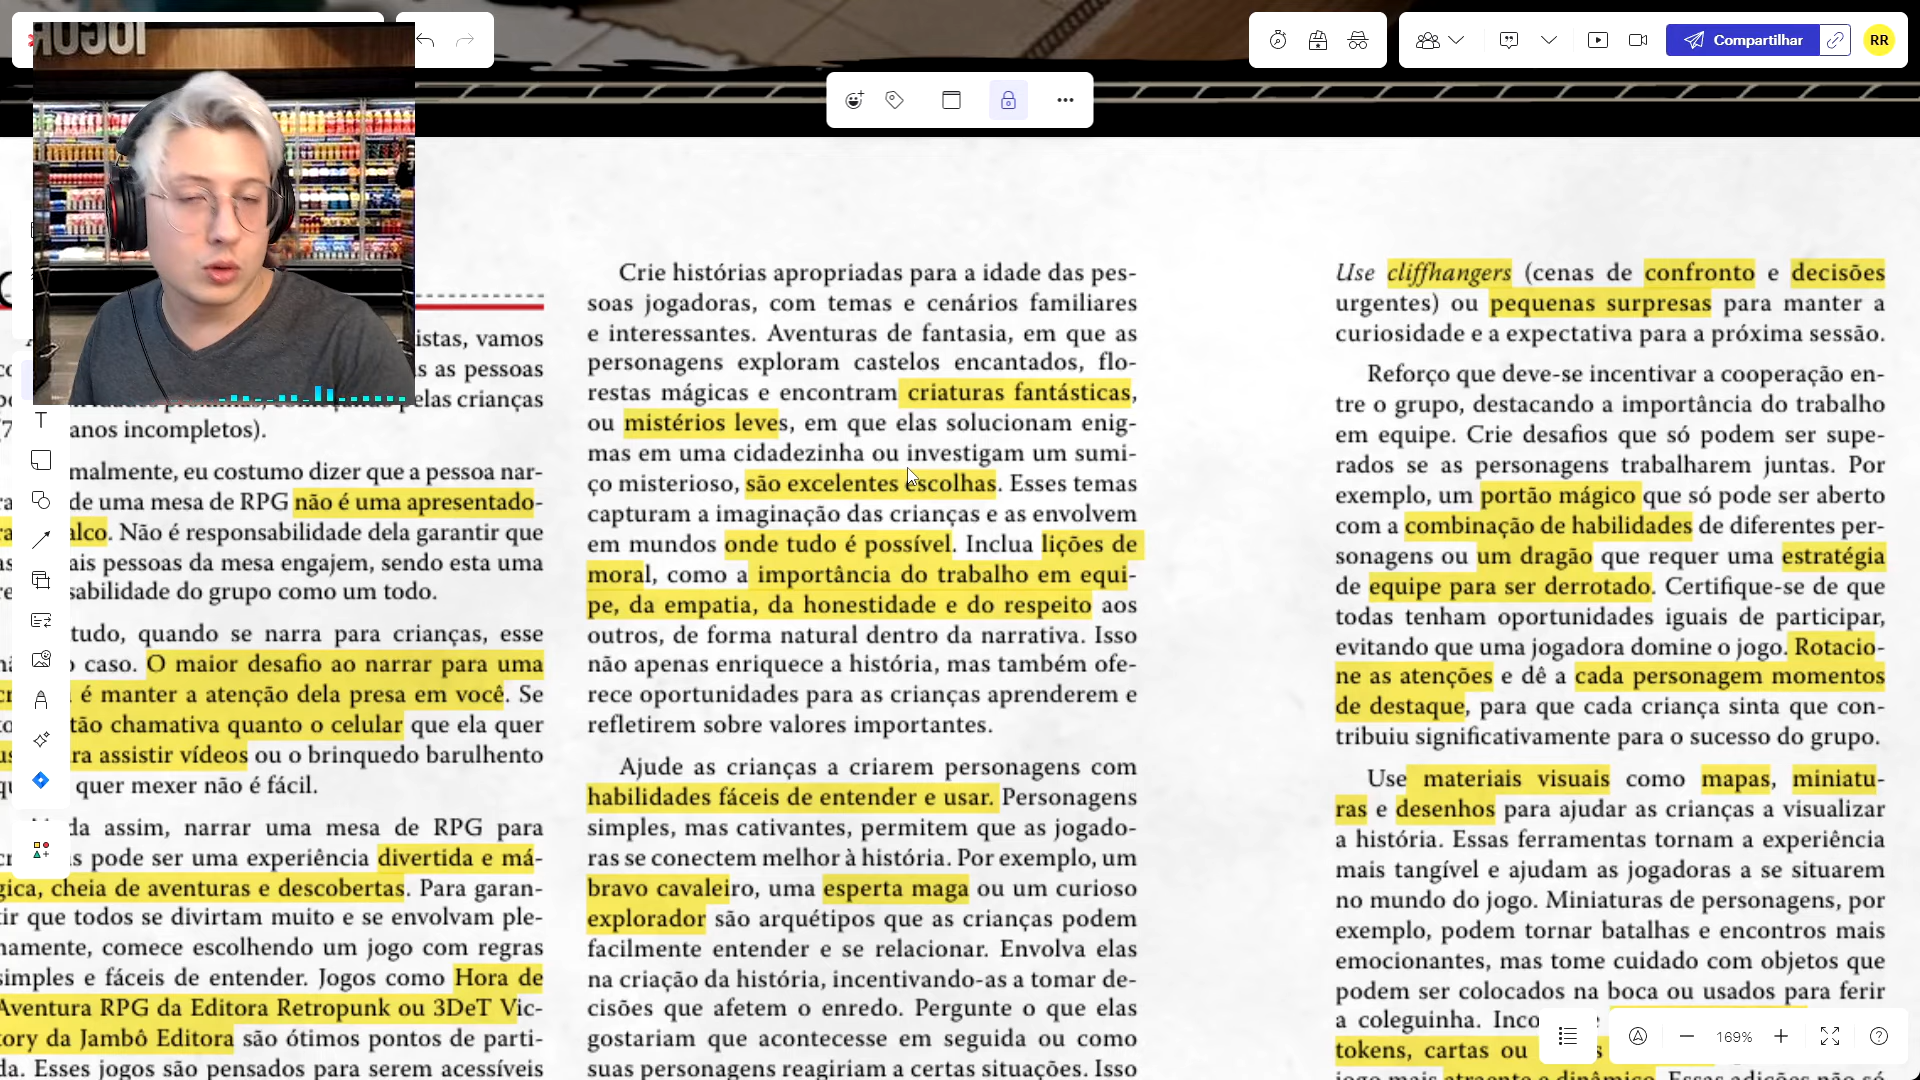 Compartilhar
RR
istas, vamos
as pessoas
pelas crianças
anos incompletos).
malmente, eu costumo dizer que a pessoa nar-
de uma mesa de RPG não é uma apresentado-
alco. Não é responsabilidade dela garantir que
ais pessoas da mesa engajem, sendo esta uma
sabilidade do grupo como um todo.
tudo, quando se narra para crianças, esse
o caso. O maior desafio ao narrar para uma
é manter a atenção dela presa em você. Se
tão chamativa quanto o celular que ela quer
ra assistir vídeos ou o brinquedo barulhento
quer mexer não é fácil.
da assim, narrar uma mesa de RPG para
s pode ser uma experiência divertida e má-
gica, cheia de aventuras e descobertas. Para garan-
tir que todos se divirtam muito e se envolvam ple-
namente, comece escolhendo um jogo com regras
simples e fáceis de entender. Jogos como Hora de
Aventura RPG da Editora Retropunk ou 3DeT Vic-
tory da Jambô Editora são ótimos pontos de parti-
da. Esses jogos são pensados para serem acessíveis
Crie histórias apropriadas para a idade das pes-
soas jogadoras, com temas e cenários familiares
e interessantes. Aventuras de fantasia, em que as
personagens exploram castelos encantados, flo-
restas mágicas e encontram criaturas fantásticas,
ou mistérios leves, em que elas solucionam enig-
mas em uma cidadezinha ou investigam um sumi-
ço misterioso, são excelentes escolhas. Esses temas
capturam a imaginação das crianças e as envolvem
em mundos onde tudo é possível. Inclua lições de
moral, como a importância do trabalho em equi-
pe, da empatia, da honestidade e do respeito aos
outros, de forma natural dentro da narrativa. Isso
não apenas enriquece a história, mas também ofe-
rece oportunidades para as crianças aprenderem e
refletirem sobre valores importantes.
Ajude as crianças a criarem personagens com
habilidades fáceis de entender e usar. Personagens
simples, mas cativantes, permitem que as jogado-
ras se conectem melhor à história. Por exemplo, um
bravo cavaleiro, uma esperta maga ou um curioso
explorador são arquétipos que as crianças podem
facilmente entender e se relacionar. Envolva elas
na criação da história, incentivando-as a tomar de-
cisões que afetem o enredo. Pergunte o que elas
gostariam que acontecesse em seguida ou como
suas personagens reagiriam a certas situações. Isso
Use cliffhangers (cenas de confronto e decisões
urgentes) ou pequenas surpresas para manter a
curiosidade e a expectativa para a próxima sessão.
Reforço que deve-se incentivar a cooperação en-
tre o grupo, destacando a importância do trabalho
em equipe. Crie desafios que só podem ser supe-
rados se as personagens trabalharem juntas. Por
exemplo, um portão mágico que só pode ser aberto
com a combinação de habilidades de diferentes per-
sonagens ou um dragão que requer uma estratégia
de equipe para ser derrotado. Certifique-se de que
todas tenham oportunidades iguais de participar,
evitando que uma jogadora domine o jogo. Rotacio-
ne as atenções e dê a cada personagem momentos
de destaque, para que cada criança sinta que con-
tribuiu significativamente para o sucesso do grupo.
Use materiais visuais como mapas, miniatu-
ras e desenhos para ajudar as crianças a visualizar
a história. Essas ferramentas tornam a experiência
mais tangível e ajudam as jogadoras a se situarem
no mundo do jogo. Miniaturas de personagens, por
exemplo, podem tornar batalhas e encontros mais
emocionantes, mas tome cuidado com objetos que
podem ser colocados na boca ou usados para ferir
a coleguinha. Inco
tokens, cartas ou
jogo mais atraente e dinâmico. Essas adições não só
169%